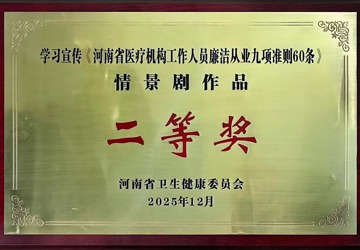 学习宣传《河南省医疗机构工作人员廉洁从业九项准则60条》
情景剧作品
二等奖
河南省卫生健康委员会
2025年12月